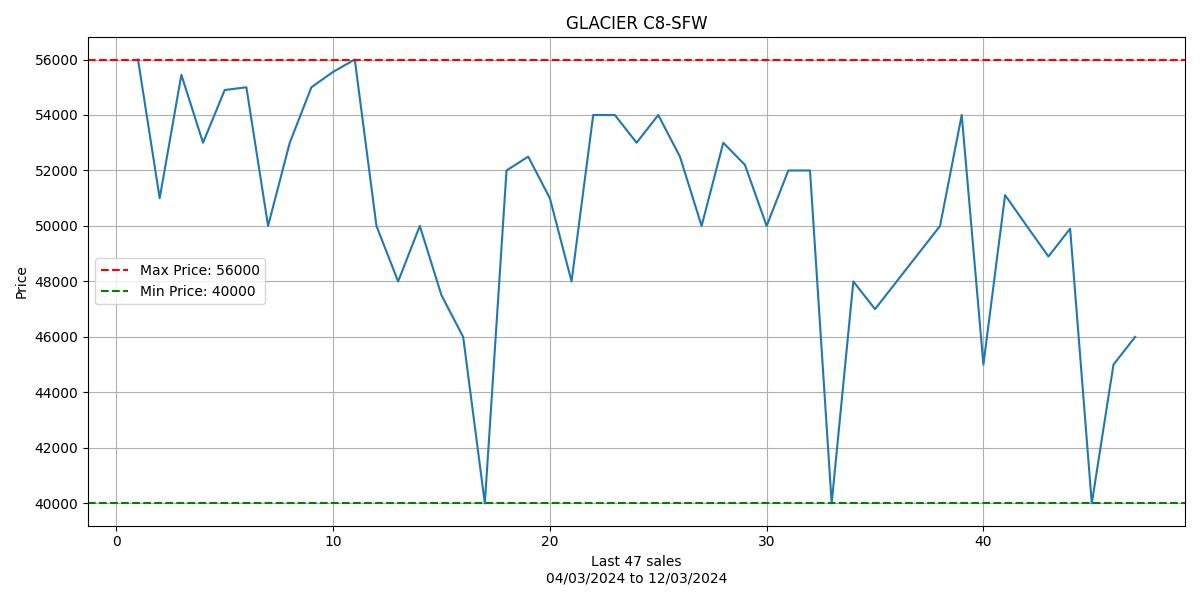 GLACIER C8-SFW
Price
56000
54000
52000
50000
48000
46000
44000
42000
40000
Max Price: 56000
Min Price: 40000
0 10 20 30 40
Last 47 sales
04/03/2024 to 12/03/2024